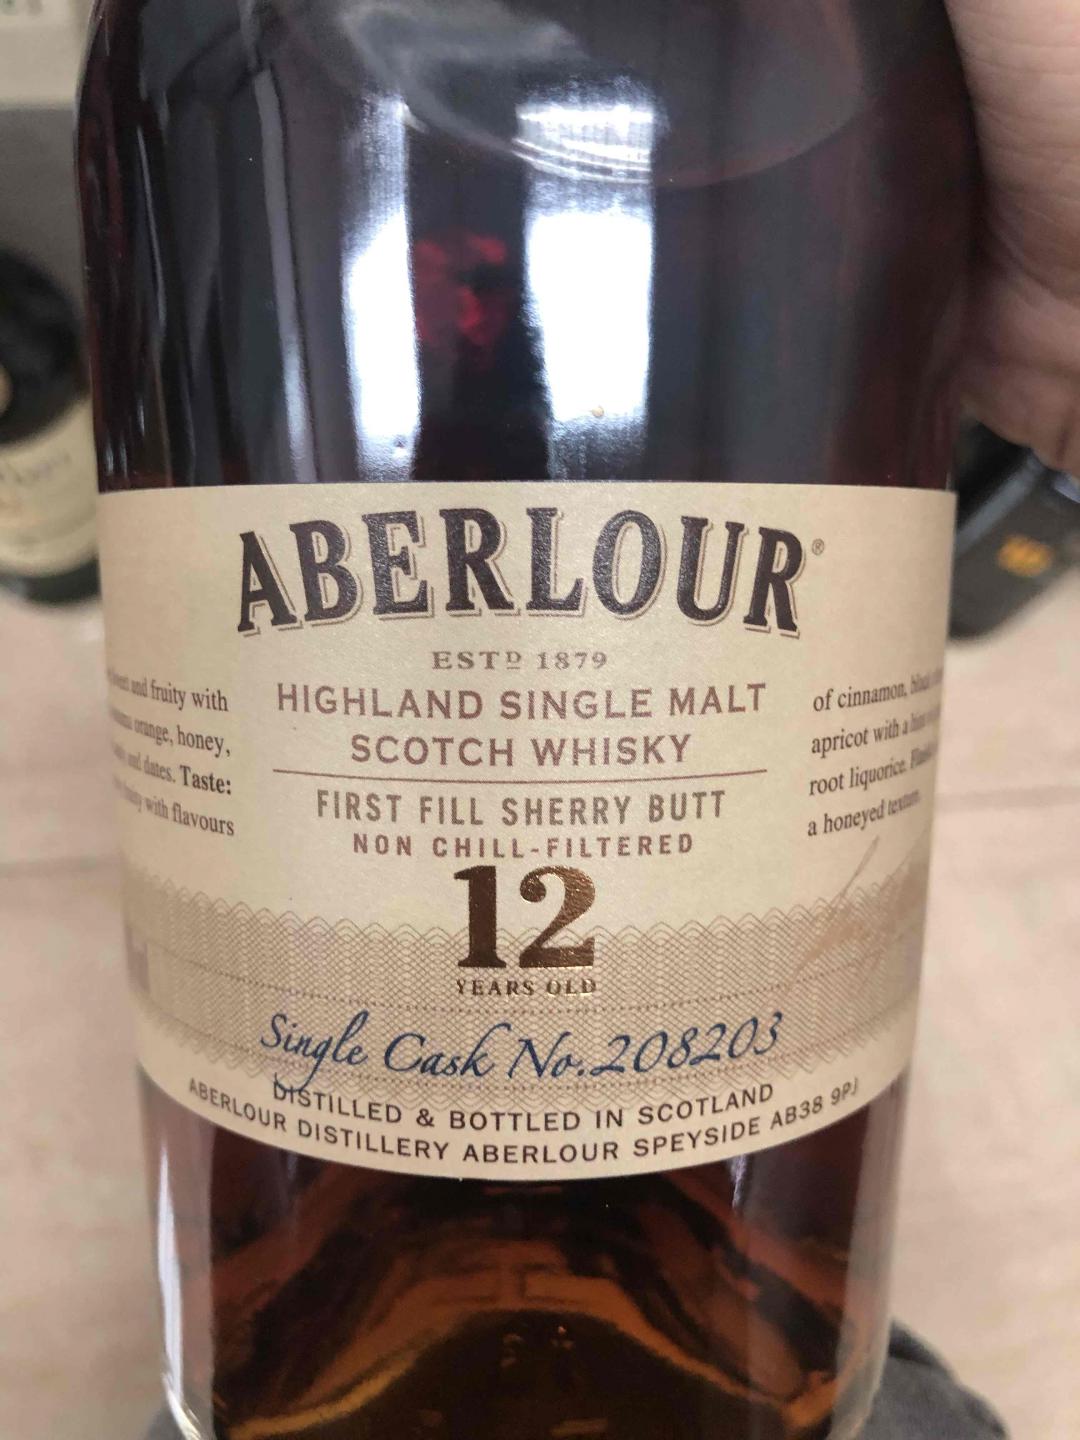 ABERLOUR®
ESTD 1879
HIGHLAND SINGLE MALT
SCOTCH WHISKY
FIRST FILL SHERRY BUTT
NON CHILL-FILTERED
12
YEARS OLD
Single Cask No.208203
DISTILLED & BOTTLED IN SCOTLAND
ABERLOUR DISTILLERY ABERLOUR SPEYSIDE AB38 9PJ
and fruity with
orange, honey,
and dates. Taste:
with flavours
of cinnamon,
apricot with a hint
root liquorice.
a honeyed texture.